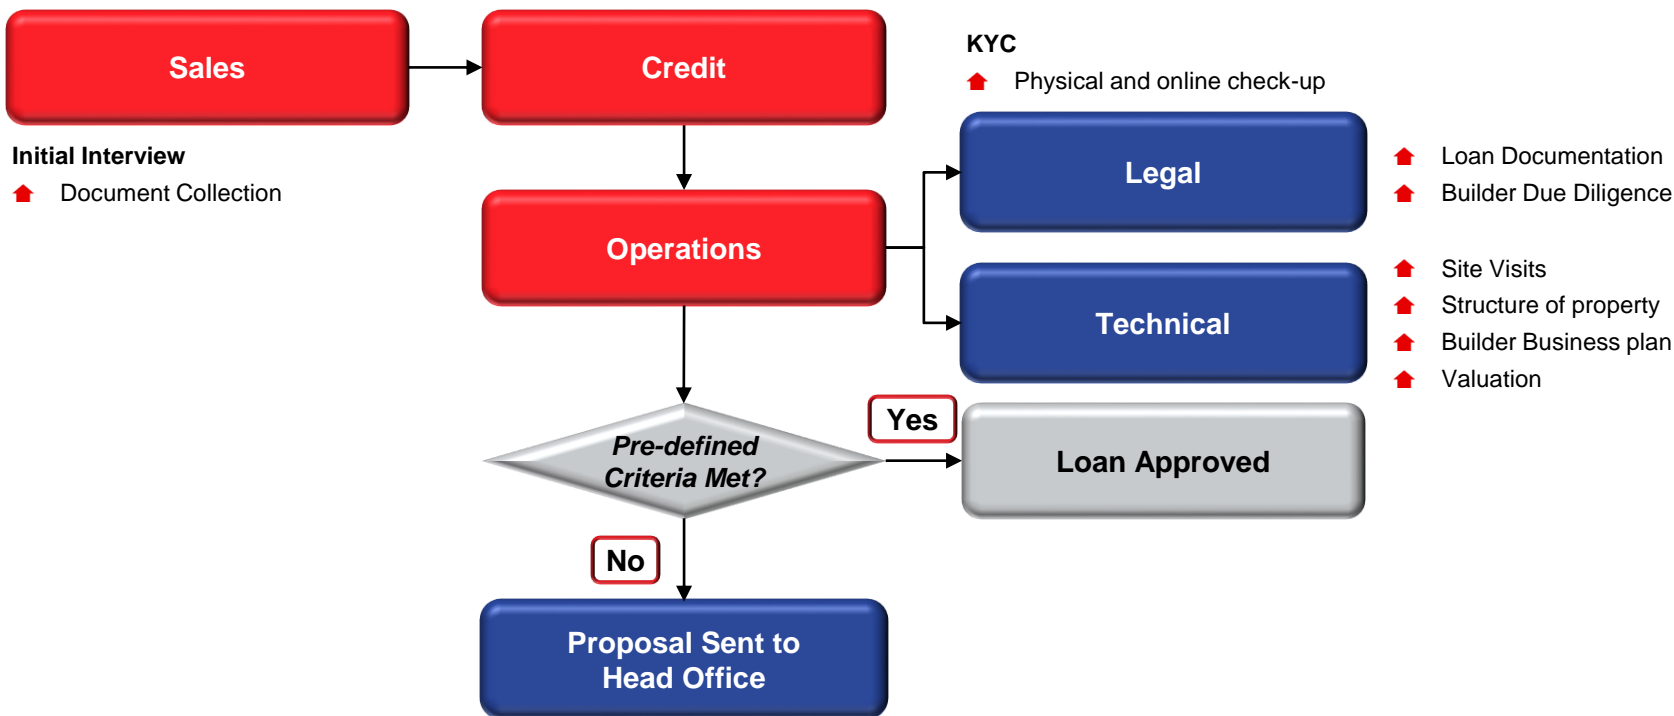 Sales
Credit
KYC
Physical and online check-up
Initial Interview
Document Collection
Legal
Loan Documentation
Builder Due Diligence
Operations
Technical
Site Visits
Structure of property
Builder Business plan
Valuation
Pre-defined
Criteria Met?
Yes
Loan Approved
No
Proposal Sent to
Head Office